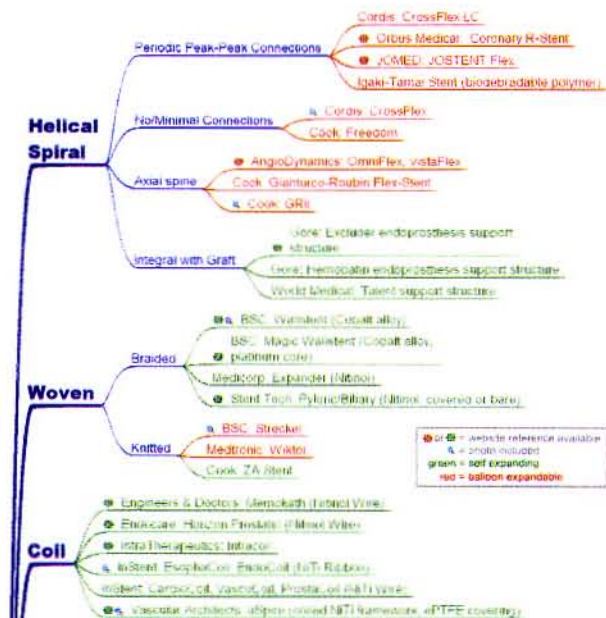 Helical
Spiral
Periodic Peak-Peak Connections
Cordis: CrossFlex LC
Orbus Medical: Coronary R-Stent
JOMED: JOSTENT Flex
Igaki-Tamai Stent (biodebradable polymer)
No/Minimal Connections
Cordis: CrossFlex
Cook: Freedom
Axial spine
AngioDynamics: OmniFlex, vistaFlex
Cook: Gianturco-Roubin Flex-Stent
Cook: GRII
Integral with Graft
Gore: Excluder endoprosthesis support
structure
Gore: Hemobahn endoprosthesis support structure
World Medical: Talent support structure
Woven
Braided
BSC: Wallstent (Cobalt alloy)
BSC: Magic Wallstent (Cobalt alloy,
platinum core)
Medicorp: Expander (Nitinol)
Stent Tech: Pyloric/Biliary (Nitinol, covered or bare)
Knitted
BSC: Strecker
Medtronic: Wiktor
Cook: ZA Stent
or = website reference available
= photo included
green = self expanding
red = balloon expandable
Coil
Engineers & Doctors: Memokath (Nitinol Wire)
Endocare: Horizon Prostatic (Nitinol Wire)
IntraTherapeutics: Intracoil
InStent: EsophaCoil, EndoCoil (NiTi Ribbon)
InStent: CardioCoil, VascuCoil, ProstaCoil (NiTi Wire)
Vascular Architects: aSpire (NiTi framework, ePTFE covering)